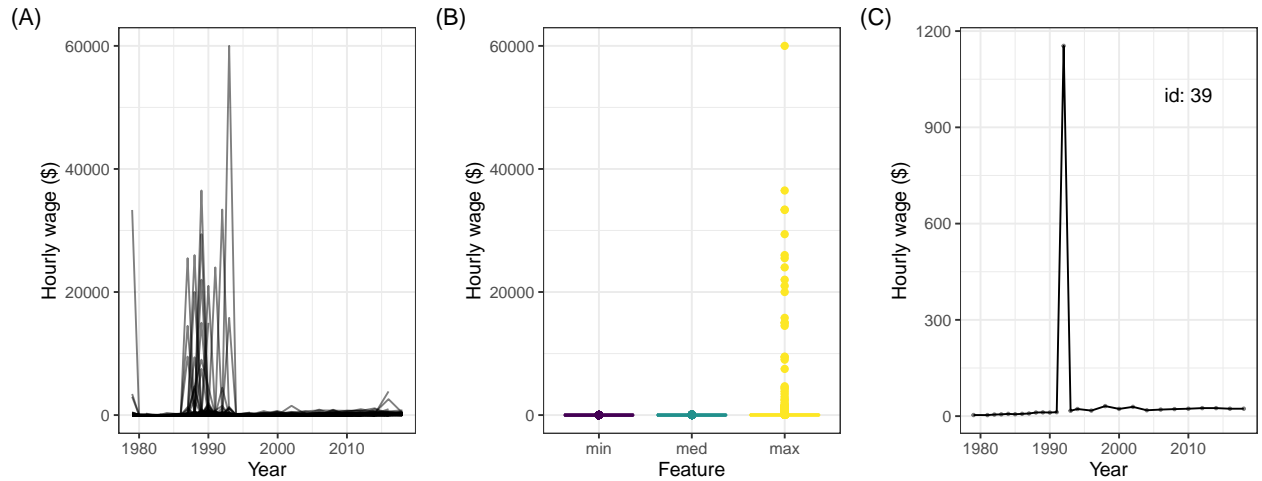 (A)
Hourly wage ($)
60000
40000
20000
0
1980 1990 2000 2010
Year
(B)
Hourly wage ($)
60000
40000
20000
0
min med max
Feature
(C)
Hourly wage ($)
1200
900
600
300
0
id: 39
1980 1990 2000 2010
Year